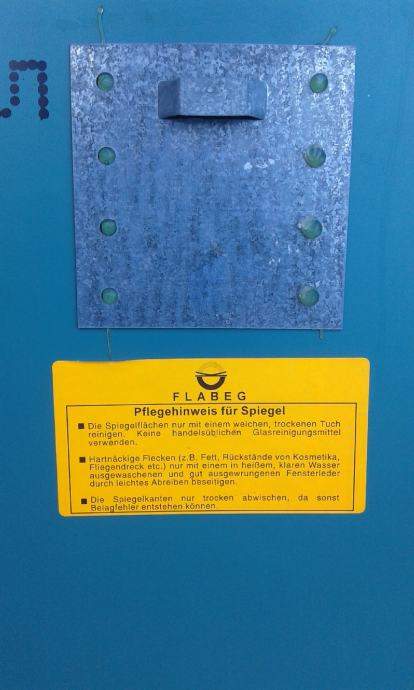 FLABEG
Pflegehinweis für Spiegel
■ Die Spiegelflächen nur mit einem weichen, trockenen Tuch
reinigen. Keine handelsüblichen Glasreinigungsmittel
verwenden.
■ Hartnäckige Flecken (z.B. Fett, Rückstände von Kosmetika,
Fliegendreck etc.) nur mit einem in heißem, klaren Wasser
ausgewaschenen und gut ausgewrungenen Fensterleder
durch leichtes Abreiben beseitigen.
■ Die Spiegelkanten nur trocken abwischen, da sonst
Belagfehler entstehen können.